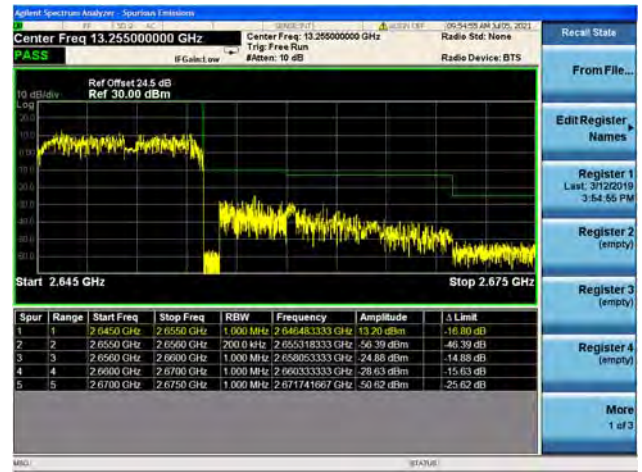 Agilent Spectrum Analyzer - Spurious Emissions
Center Freq 13.255000000 GHz
PASS
IFGain:Low
Center Freq: 13.255000000 GHz
Trig: Free Run
#Atten: 10 dB
09:54:55 AM Jul 05, 2021
Radio Std: None
Radio Device: BTS
Ref Offset 24.5 dB
10 dB/div Ref 30.00 dBm
Log
20.0
10.0
0.00
Start 2.645 GHz
Stop 2.675 GHz
Spur Range Start Freq Stop Freq RBW Frequency Amplitude Δ Limit
1 1 2.6450 GHz 2.6550 GHz 1.000 MHz 2.646483333 GHz 13.20 dBm -16.80 dB
2 2 2.6550 GHz 2.6560 GHz 200.0 kHz 2.655318333 GHz -56.39 dBm -46.39 dB
3 3 2.6560 GHz 2.6600 GHz 1.000 MHz 2.658053333 GHz -24.88 dBm -14.88 dB
4 4 2.6600 GHz 2.6700 GHz 1.000 MHz 2.660333333 GHz -28.63 dBm -15.63 dB
5 5 2.6700 GHz 2.6750 GHz 1.000 MHz 2.671741667 GHz -50.62 dBm -25.62 dB
MSG
STATUS
Recall State
From File...
Edit Register
Names
Register 1
Last: 3/12/2019
3:54:55 PM
Register 2
(empty)
Register 3
(empty)
Register 4
(empty)
More
1 of 3